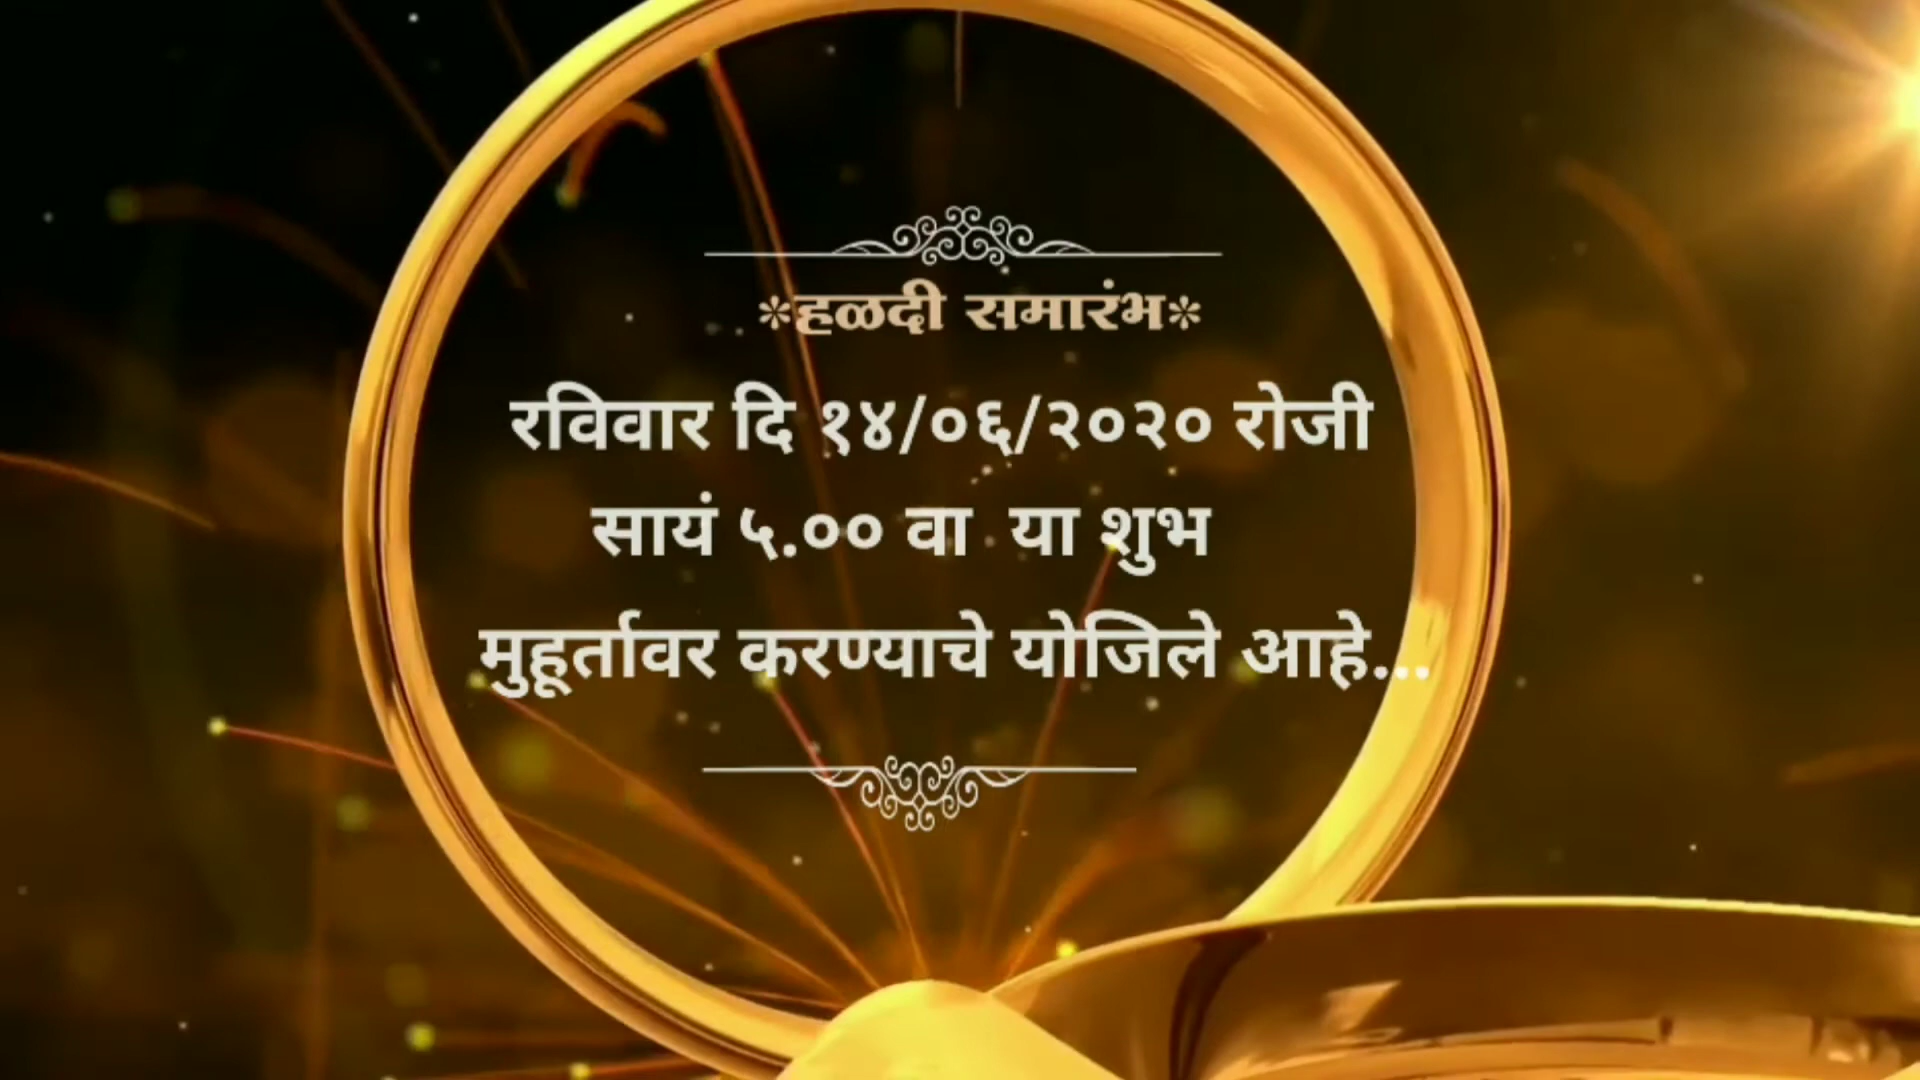 *हळदी समारंभ*
रविवार दि १४/०६/२०२० रोजी
सायं ५.०० वा या शुभ
मुहूर्तावर करण्याचे योजिले आहे...